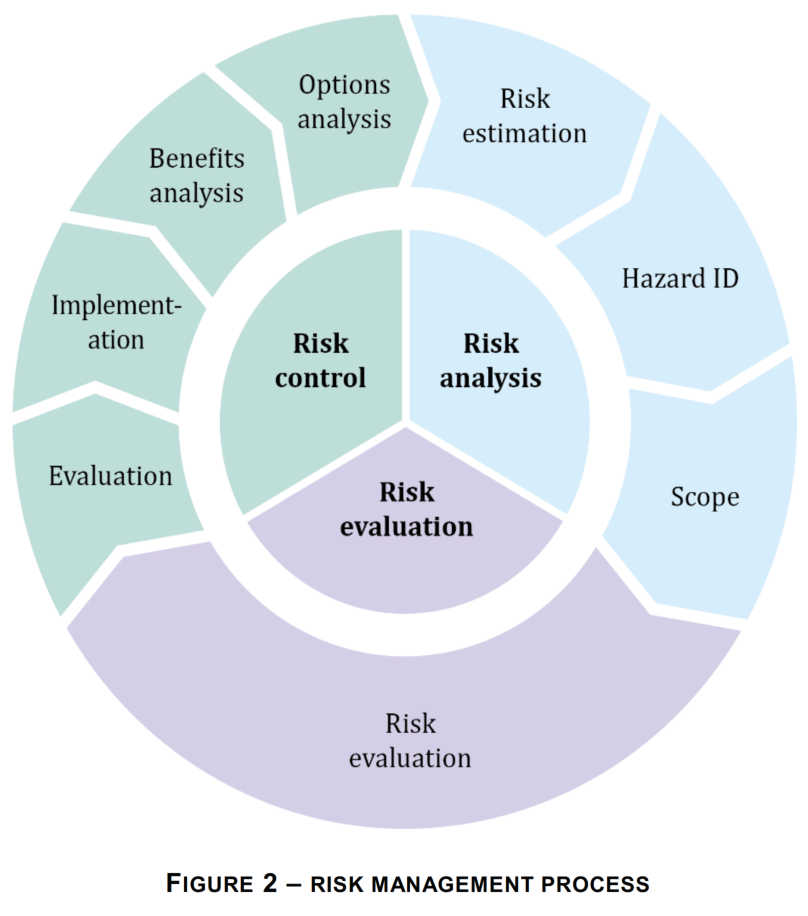 Options
analysis
Risk
estimation
Benefits
analysis
Hazard ID
Implement-
ation
Risk
control
Risk
analysis
Evaluation
Scope
Risk
evaluation
Risk
evaluation
FIGURE 2 – RISK MANAGEMENT PROCESS